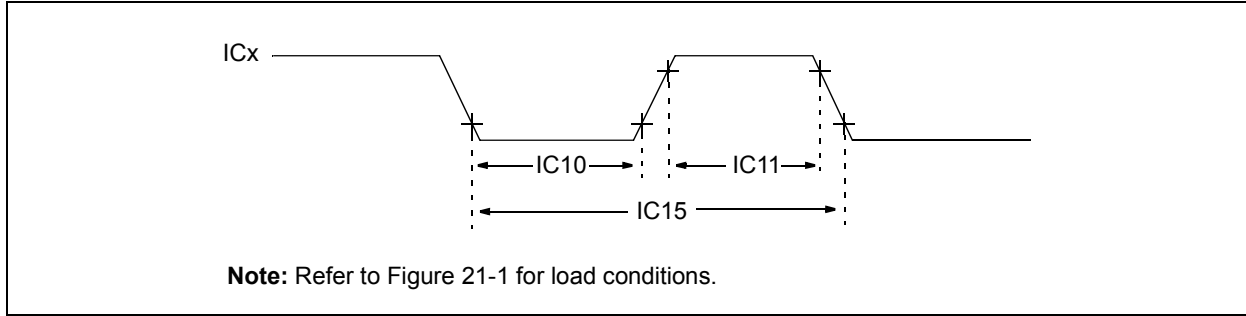 ICx
IC10
IC11
IC15
Note: Refer to Figure 21-1 for load conditions.